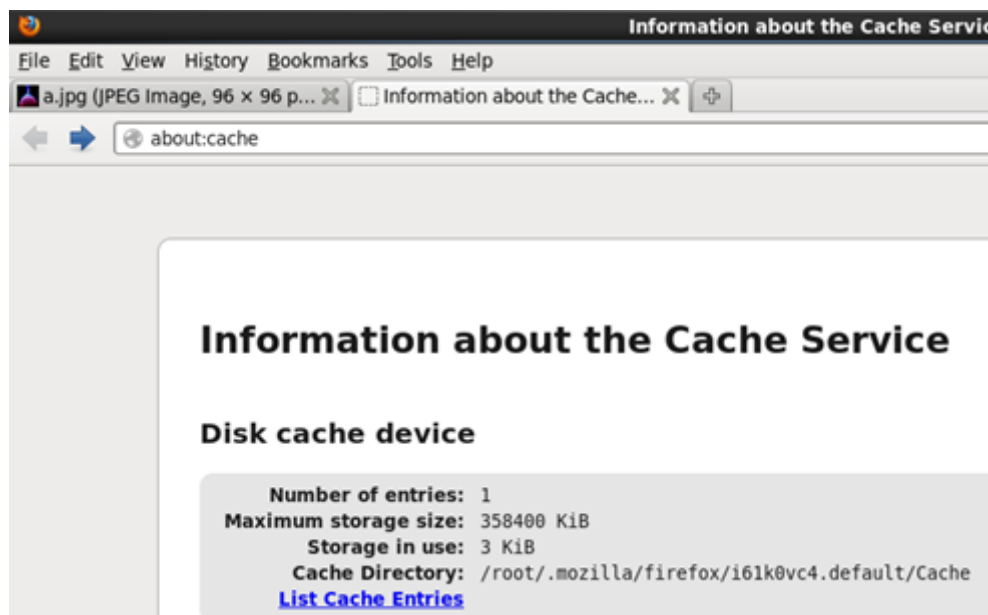 Information about the Cache Servic
File Edit View History Bookmarks Tools Help
a.jpg (JPEG Image, 96 × 96 p... Information about the Cache...
about:cache
Information about the Cache Service
Disk cache device
Number of entries: 1
Maximum storage size: 358400 KiB
Storage in use: 3 KiB
Cache Directory: /root/.mozilla/firefox/i61k0vc4.default/Cache
List Cache Entries